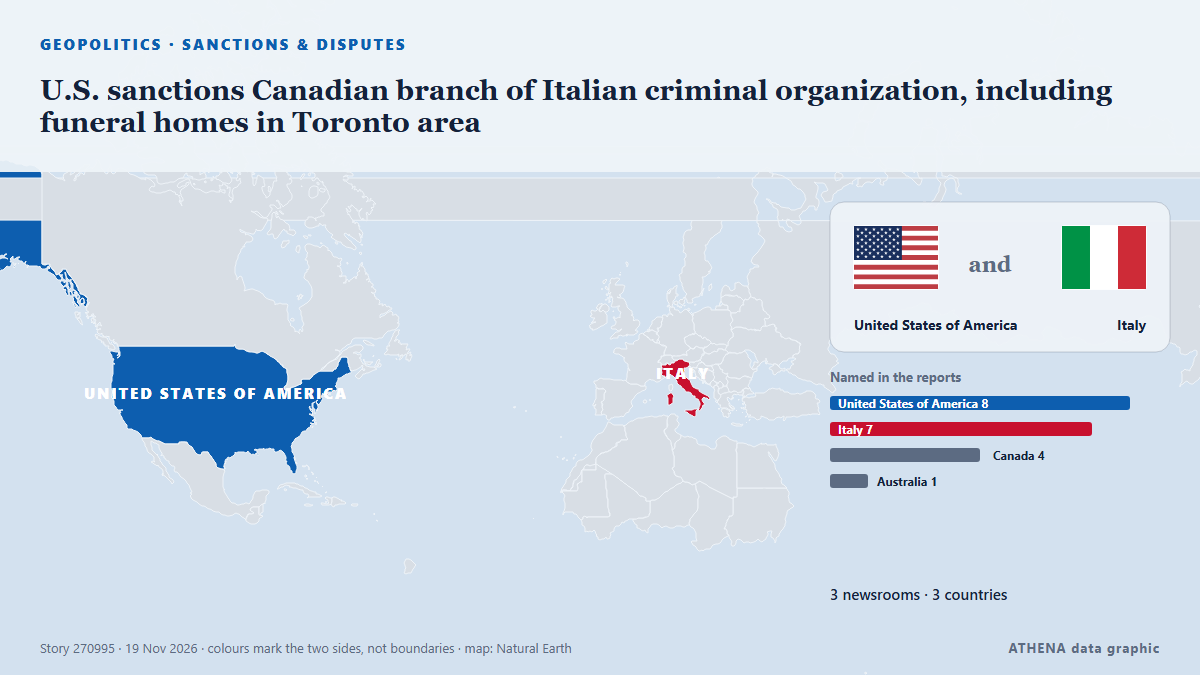 GEOPOLITICS · SANCTIONS & DISPUTES
U.S. sanctions Canadian branch of Italian criminal organization, including
funeral homes in Toronto area
and
United States of America
Italy
UNITED STATES OF AMERICA
ITALY
Named in the reports
United States of America 8
Italy 7
Canada 4
Australia 1
3 newsrooms · 3 countries
Story 270995 · 19 Nov 2026 · colours mark the two sides, not boundaries · map: Natural Earth
ATHENA data graphic